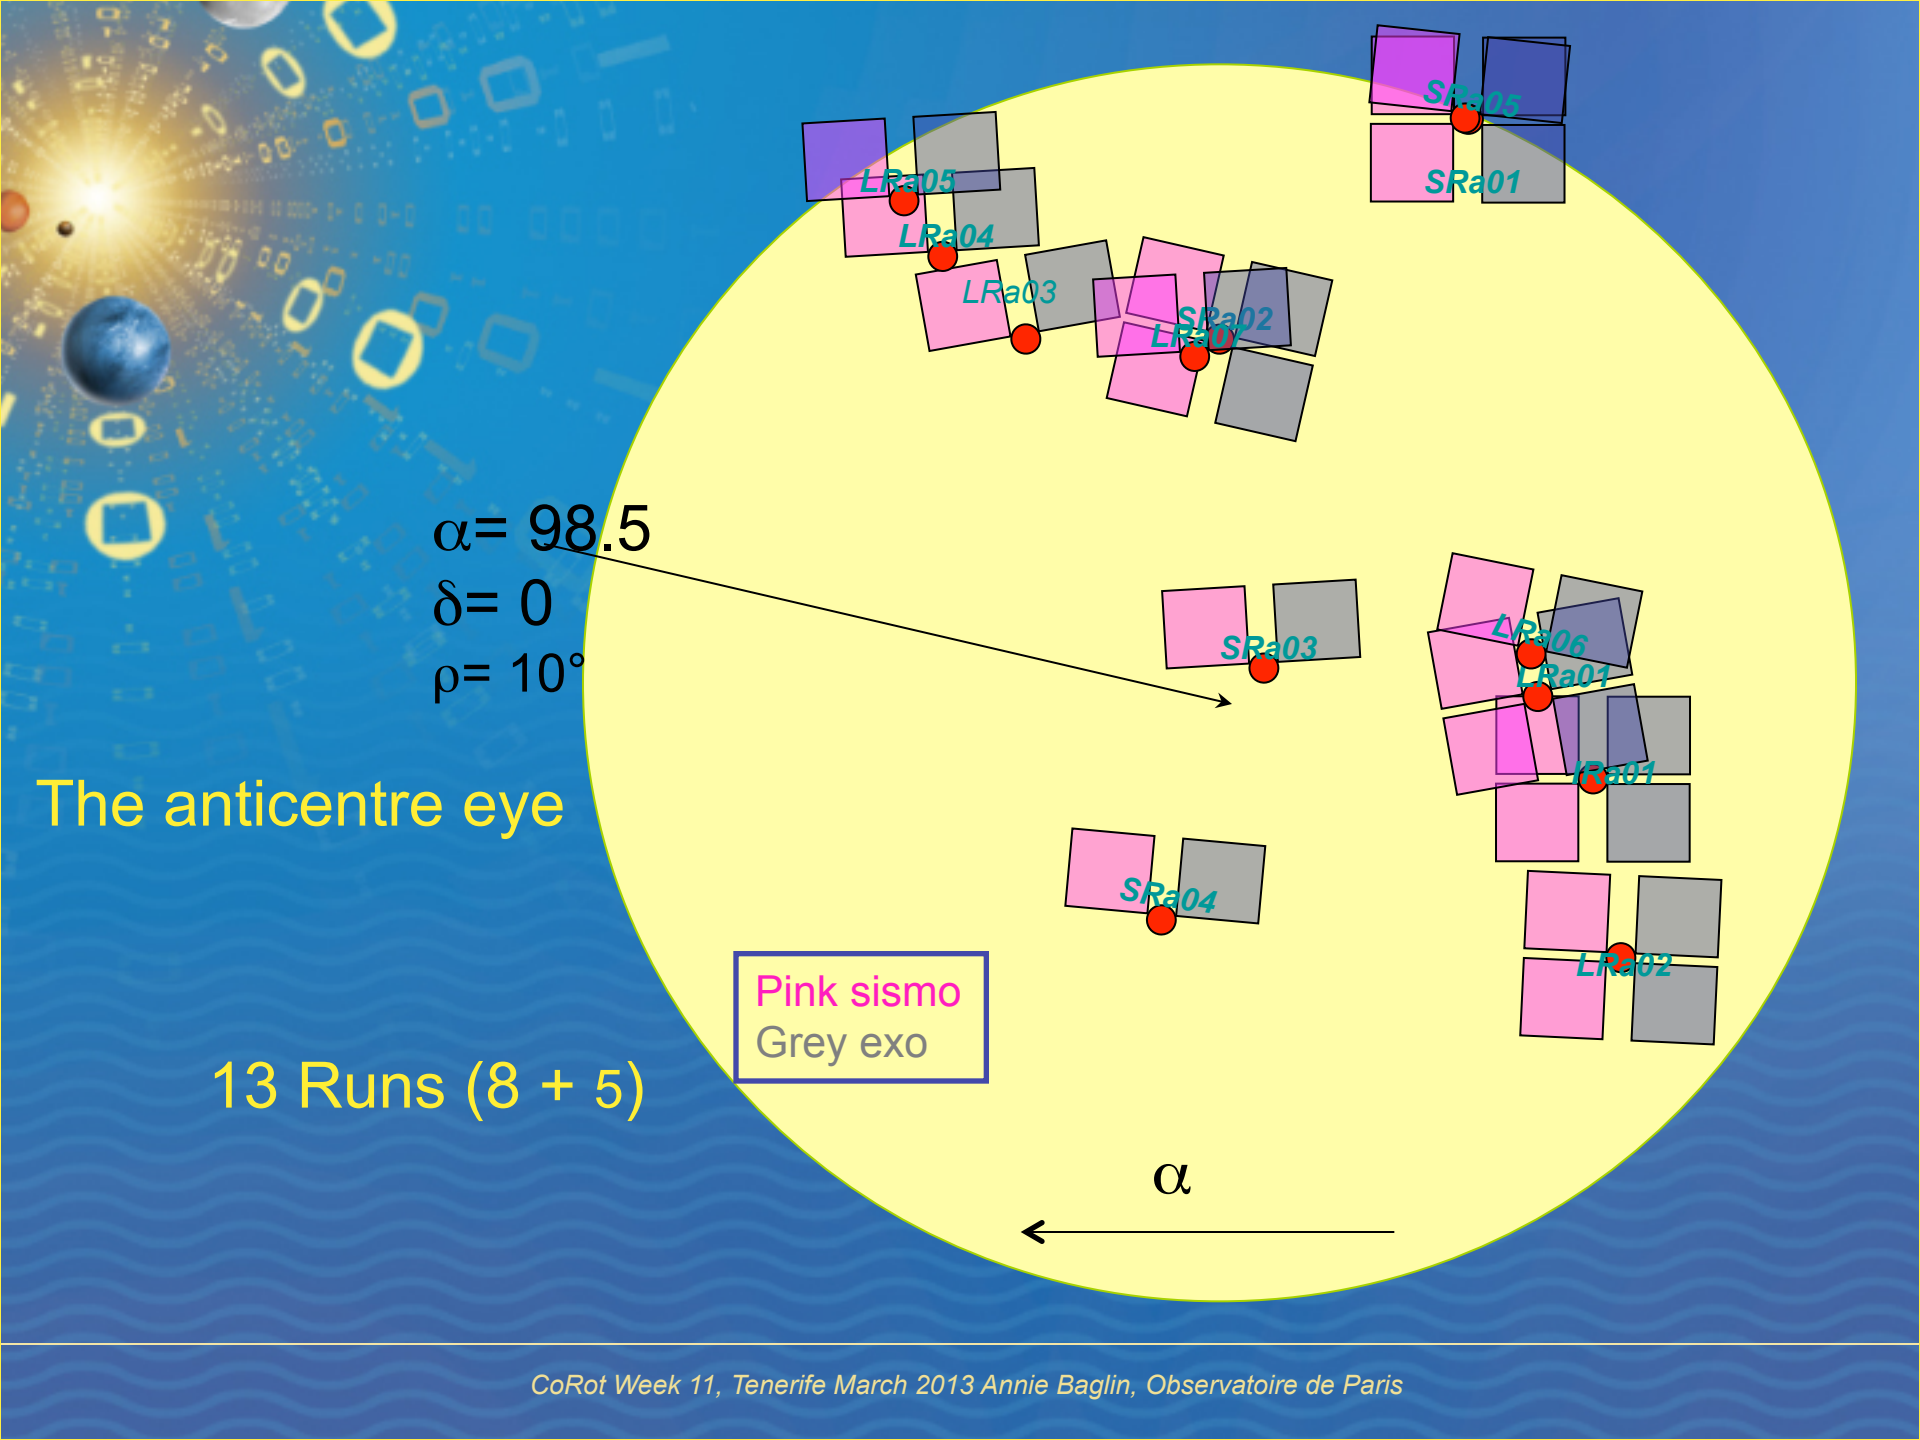 SRa05
SRa01
LRa05
LRa04
LRa03
SRa02
LRa07
α= 98.5
δ= 0
ρ= 10°
SRa03
LRa06
LRa01
IRa01
The anticentre eye
SRa04
LRa02
Pink sismo
Grey exo
13 Runs (8 + 5)
α
CoRot Week 11, Tenerife March 2013 Annie Baglin, Observatoire de Paris